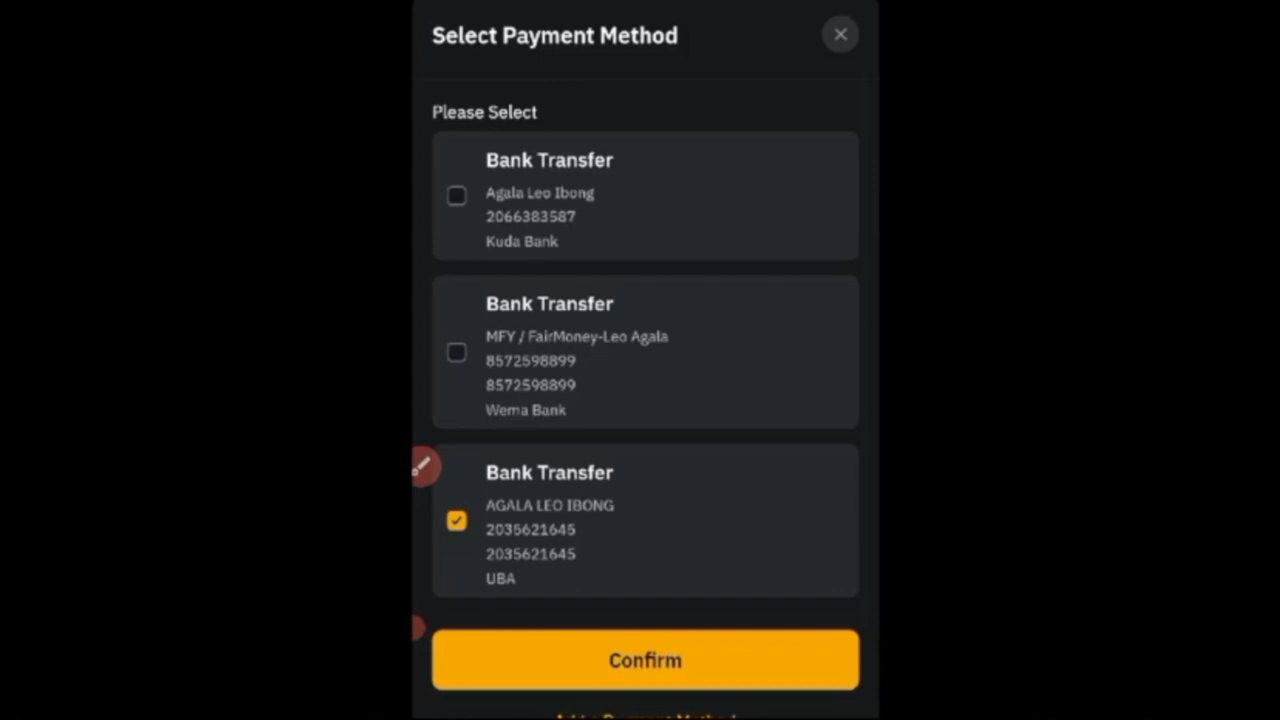 Select Payment Method
Please Select
Bank Transfer
Agala Leo Ibong
2066383587
Kuda Bank
Bank Transfer
MFY / FairMoney-Leo Agala
8572598899
8572598899
Wema Bank
Bank Transfer
AGALA LEO IBONG
2035621645
2035621645
UBA
Confirm